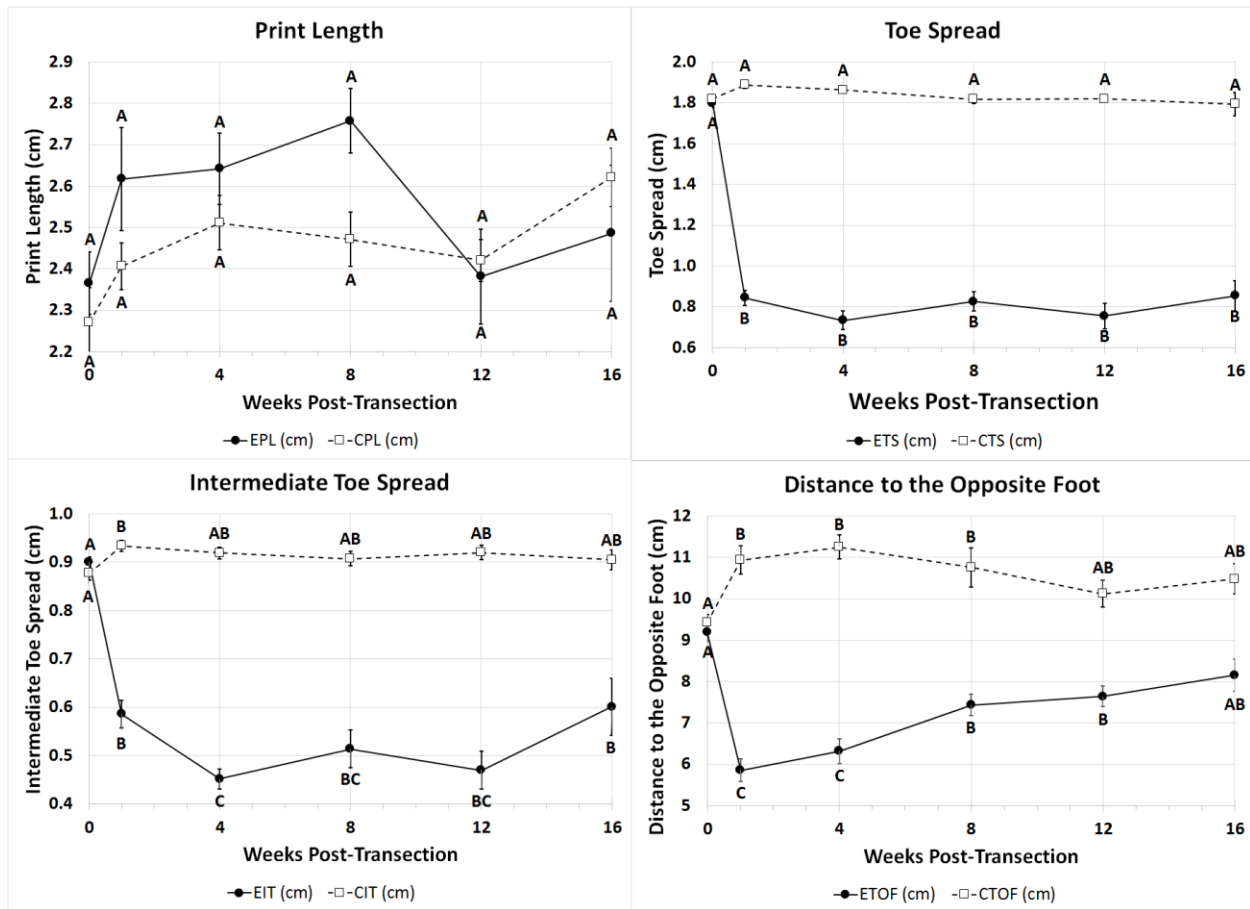 Print Length
2.9
2.8
2.7
2.6
2.5
2.4
2.3
2.2
Print Length (cm)
A A A A A A
A A A A A A
0 4 8 12 16
Weeks Post-Transection
EPL (cm) CPL (cm)
Toe Spread
2.0
1.8
1.6
1.4
1.2
1.0
0.8
0.6
Toe Spread (cm)
A A A A A A
A B B B B B
0 4 8 12 16
Weeks Post-Transection
ETS (cm) CTS (cm)
Intermediate Toe Spread
1.0
0.9
0.8
0.7
0.6
0.5
0.4
Intermediate Toe Spread (cm)
A B AB AB AB AB
A B C BC BC B
0 4 8 12 16
Weeks Post-Transection
EIT (cm) CIT (cm)
Distance to the Opposite Foot
12
11
10
9
8
7
6
5
Distance to the Opposite Foot (cm)
A B B B AB AB
A C C B B AB
0 4 8 12 16
Weeks Post-Transection
ETOF (cm) CTOF (cm)